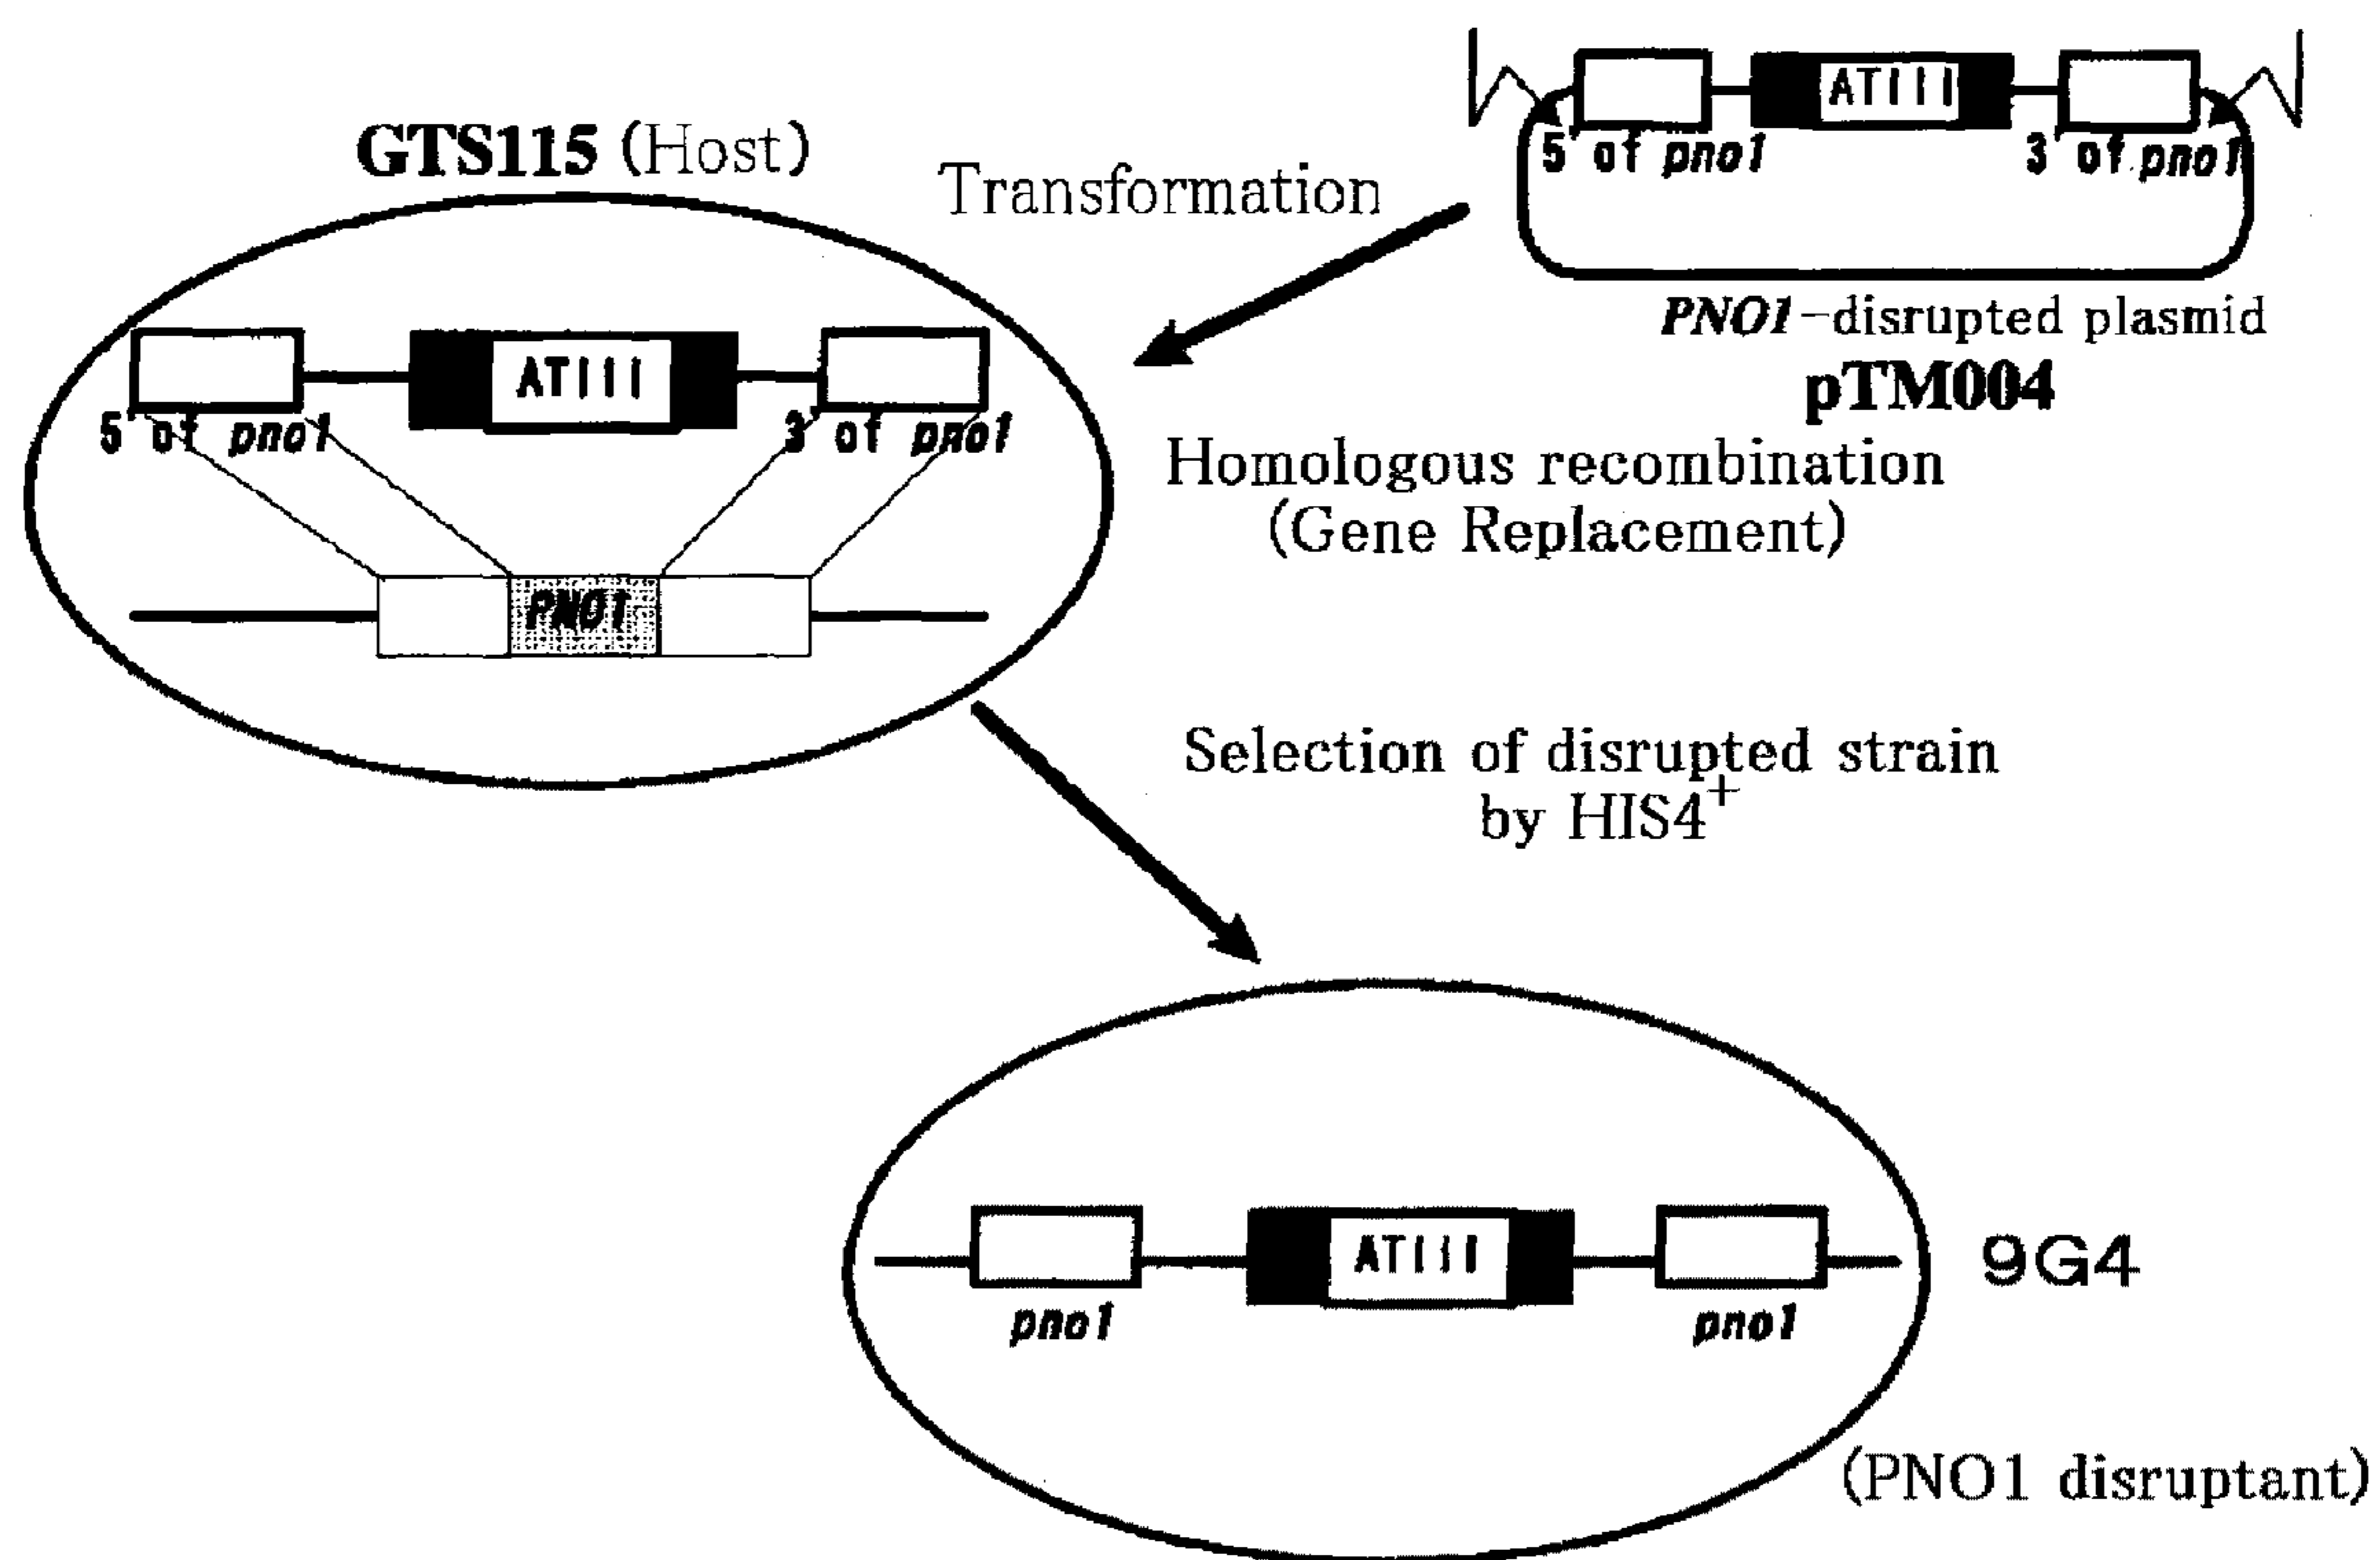 GTS115 (Host)
Transformation
ATIII
5' of pno1
3' of pno1
PNO1-disrupted plasmid
pTM004
ATIII
5' of pno1
3' of pno1
Homologous recombination
(Gene Replacement)
PNO1
Selection of disrupted strain
by HIS4+
ATIII
pno1
pno1
9G4
(PNO1 disruptant)